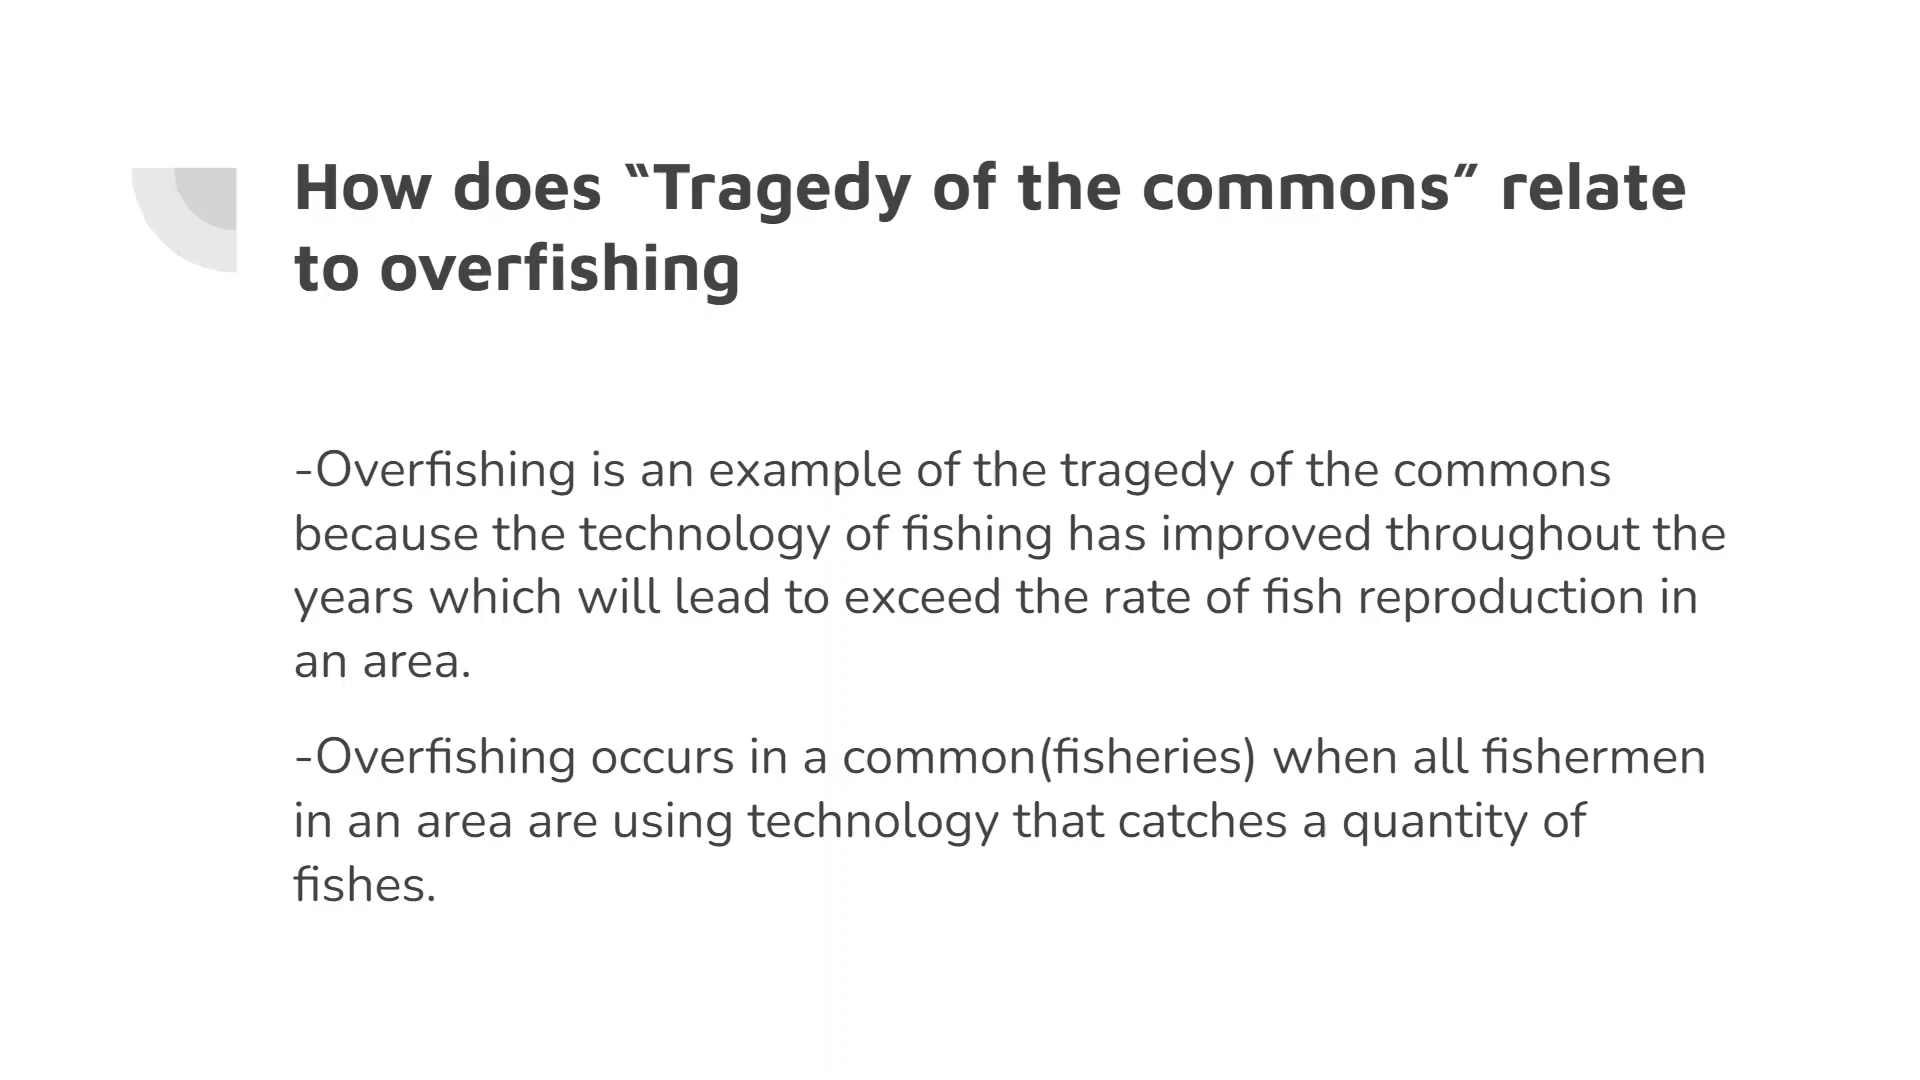 How does “Tragedy of the commons” relate
to overfishing
-Overfishing is an example of the tragedy of the commons
because the technology of fishing has improved throughout the
years which will lead to exceed the rate of fish reproduction in
an area.
-Overfishing occurs in a common(fisheries) when all fishermen
in an area are using technology that catches a quantity of
fishes.